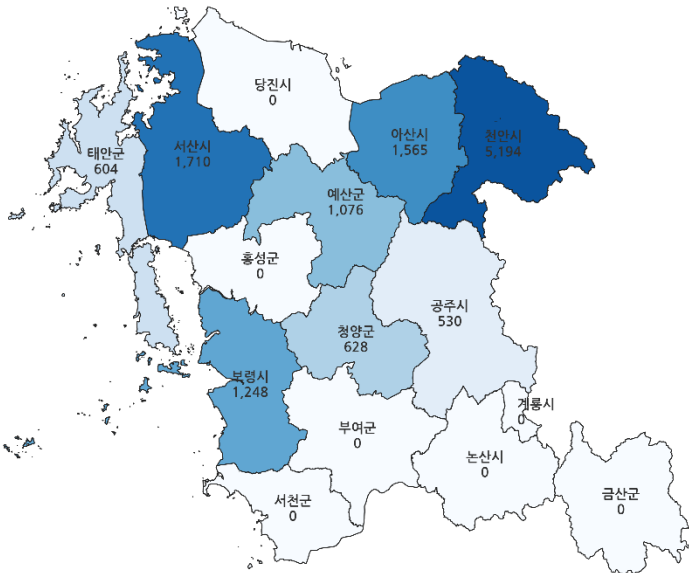 당진시
0
아산시
1,565
천안시
5,194
서산시
1,710
태안군
604
예산군
1,076
홍성군
0
공주시
530
청양군
628
보령시
1,248
계룡시
0
부여군
0
논산시
0
서천군
0
금산군
0